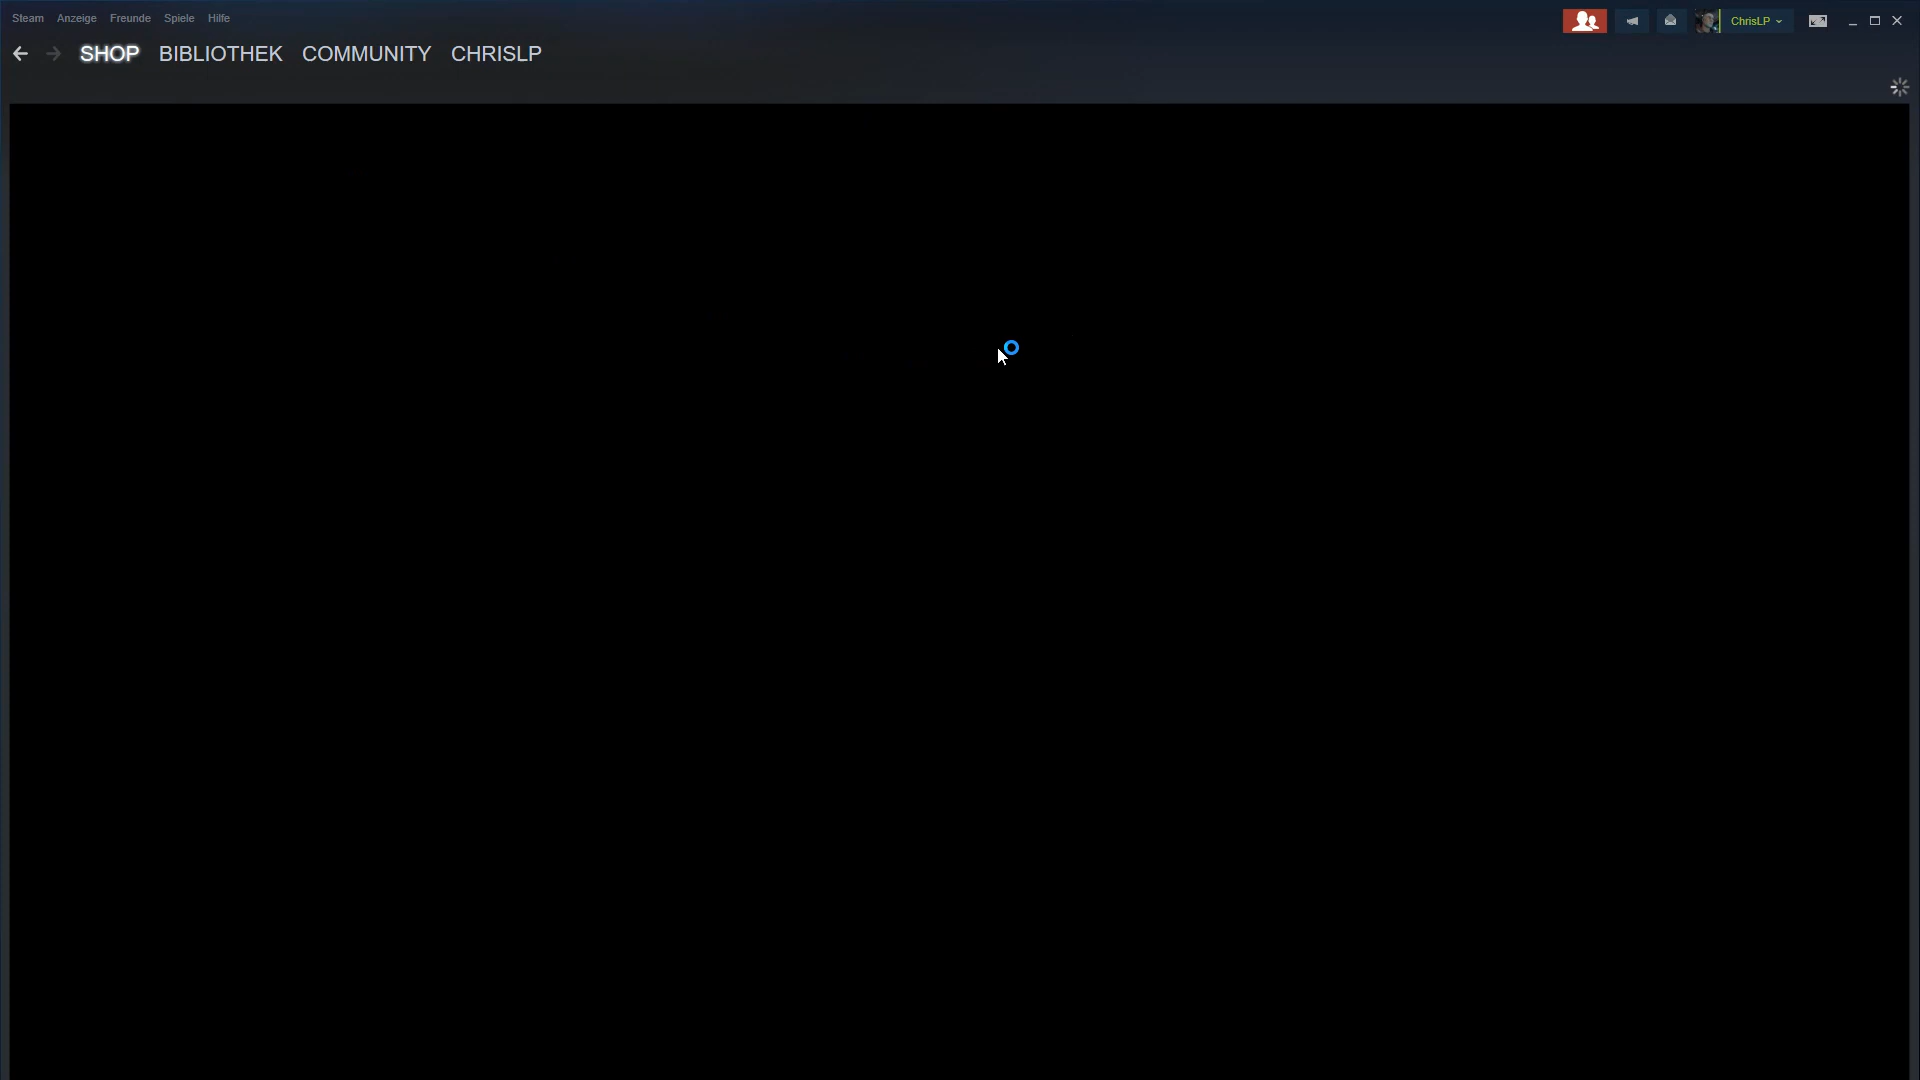 Steam Anzeige Freunde Spiele Hilfe
ChrisLP
SHOP BIBLIOTHEK COMMUNITY CHRISLP